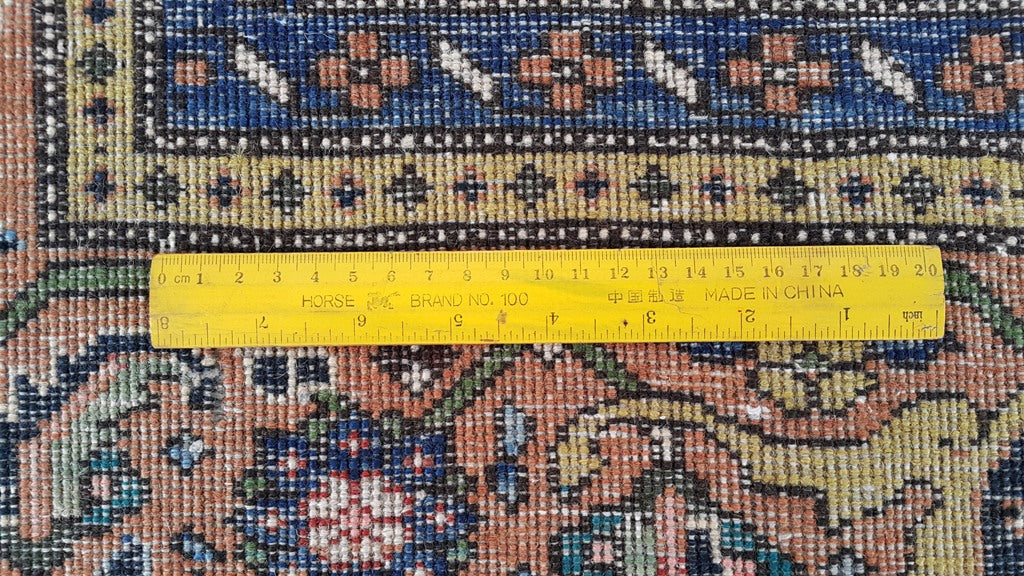 0 cm 1 2 3 4 5 6 7 8 9 10 11 12 13 14 15 16 17 18 19 20
HORSE BRAND NO. 100 中国制造 MADE IN CHINA
8 7 6 5 4 3 2 1 inch